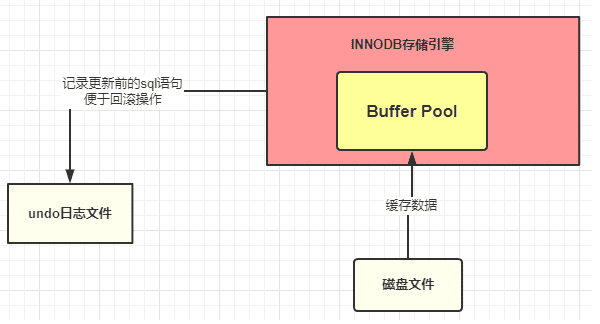 INNODB存储引擎
Buffer Pool
记录更新前的sql语句
便于回滚操作
undo日志文件
缓存数据
磁盘文件